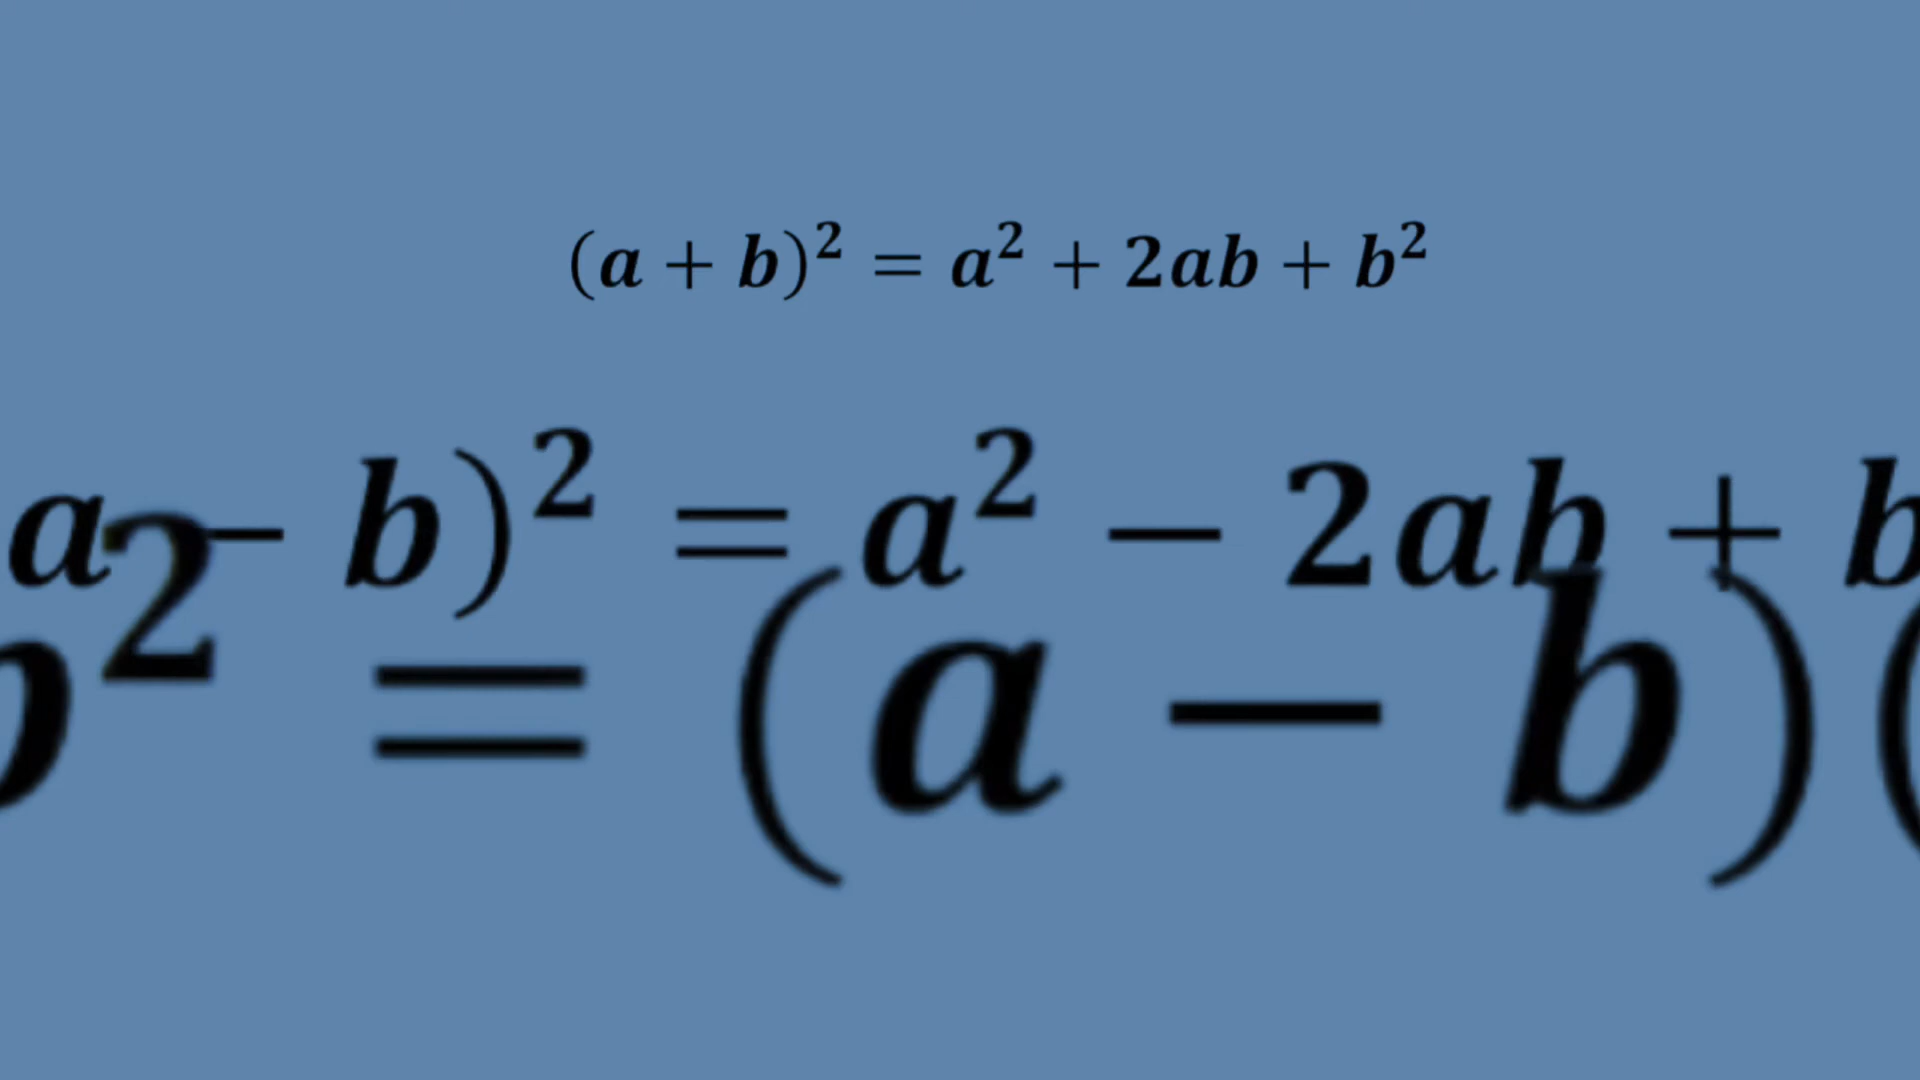 (a + b)² = a² + 2ab + b²
a − b)² = a² − 2ab + b
b² = (a − b)(